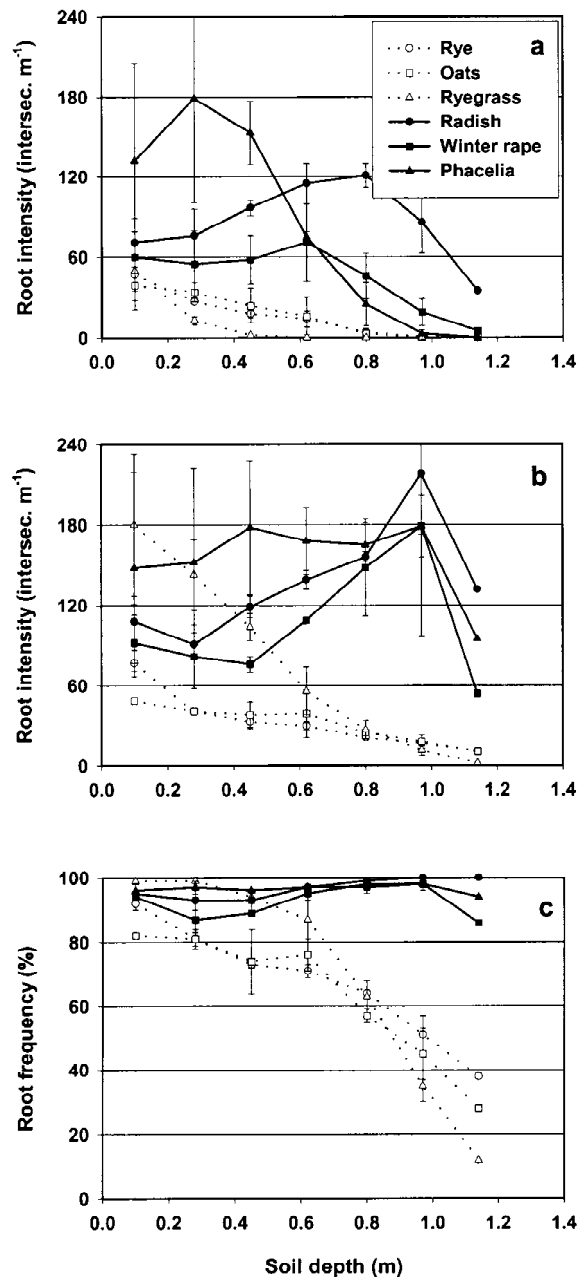 240
180
120
60
0
Root intensity (intersec. m-1)
a
Rye
Oats
Ryegrass
Radish
Winter rape
Phacelia
0.0 0.2 0.4 0.6 0.8 1.0 1.2 1.4
240
180
120
60
0
Root intensity (intersec. m-1)
b
0.0 0.2 0.4 0.6 0.8 1.0 1.2 1.4
100
80
60
40
20
0
Root frequency (%)
c
0.0 0.2 0.4 0.6 0.8 1.0 1.2 1.4
Soil depth (m)